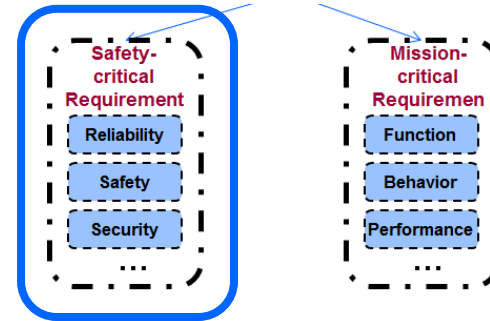 Safety-
critical
Requirement
Reliability
Safety
Security
...
Mission-
critical
Requiremen
Function
Behavior
Performance
...